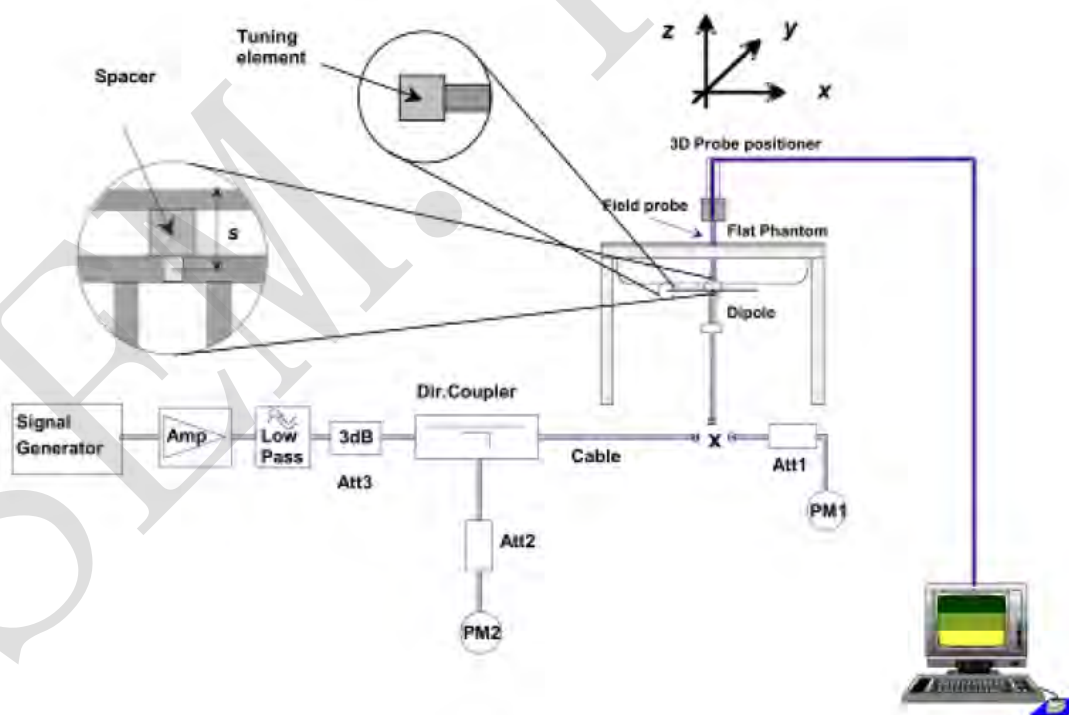 Tuning
element
Spacer
z
y
x
3D Probe positioner
Field probe
Flat Phantom
s
Dipole
Dir.Coupler
Signal
Generator
Amp
Low
Pass
3dB
Att3
Cable
x
Att1
PM1
Att2
PM2